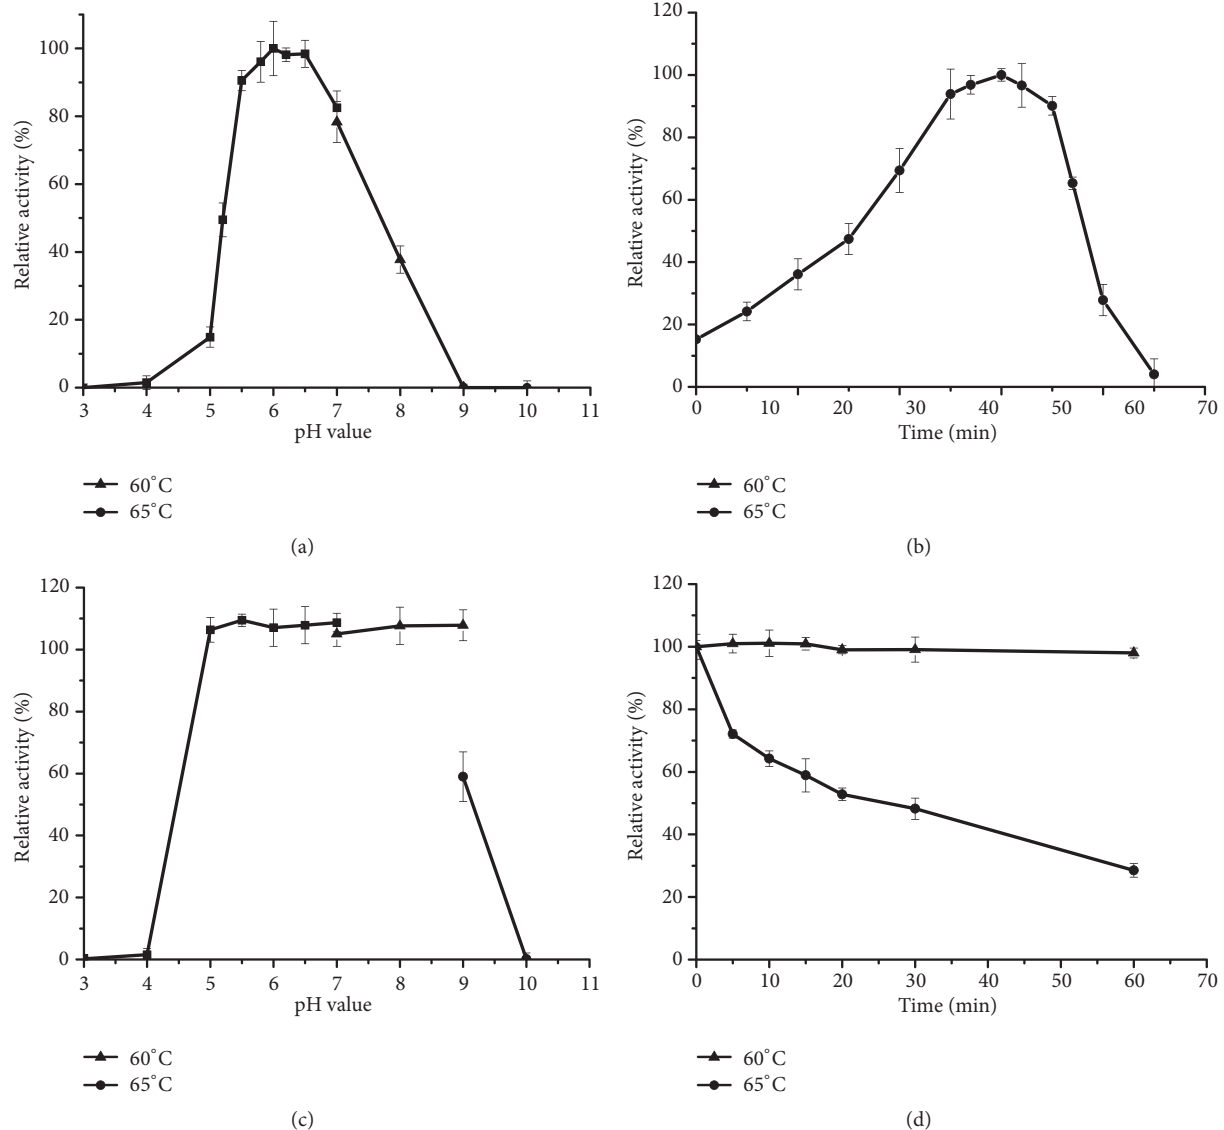 120
100
100
80
80
60
60
40
40
20
20
0
0
3 4 5 6 7 8 9 10 11
0 10 20 30 40 50 60 70
Relative activity (%)
Relative activity (%)
pH value
Time (min)
60°C
60°C
65°C
65°C
(a)
(b)
120
120
100
100
80
80
60
60
40
40
20
20
0
0
3 4 5 6 7 8 9 10 11
0 10 20 30 40 50 60 70
Relative activity (%)
Relative activity (%)
pH value
Time (min)
60°C
60°C
65°C
65°C
(c)
(d)